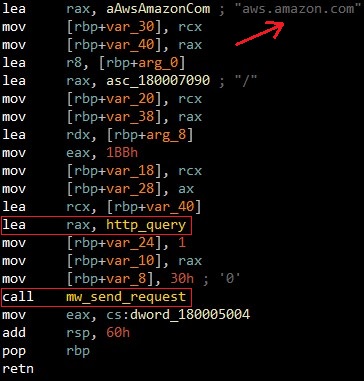 lea rax, aAwsAmazonCom ; "aws.amazon.com"
mov [rbp+var_30], rcx
mov [rbp+var_40], rax
lea r8, [rbp+arg_0]
lea rax, asc_180007090 ; "/"
mov [rbp+var_20], rcx
mov [rbp+var_38], rax
lea rdx, [rbp+arg_8]
mov eax, 1BBh
mov [rbp+var_18], rcx
mov [rbp+var_28], ax
lea rcx, [rbp+var_40]
lea rax, http_query
mov [rbp+var_24], 1
mov [rbp+var_10], rax
mov [rbp+var_8], 30h ; '0'
call mw_send_request
mov eax, cs:dword_180005004
add rsp, 60h
pop rbp
retn